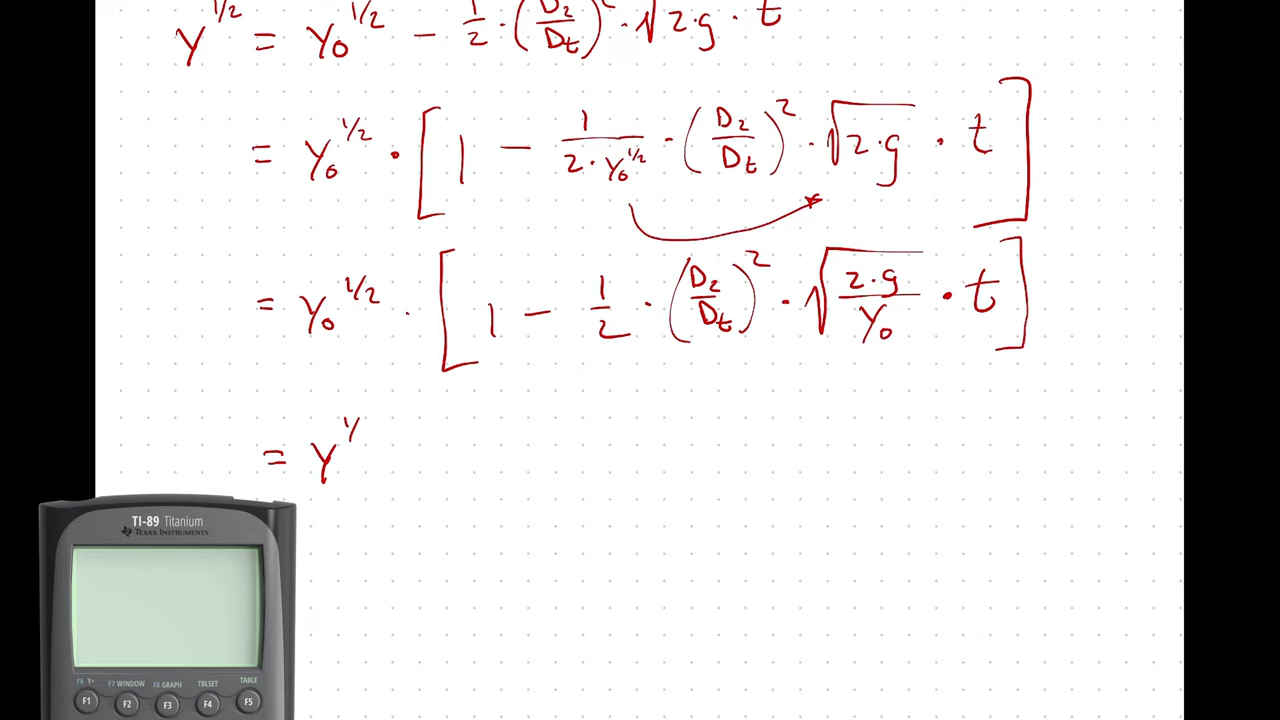 y^{1/2} = y₀^{1/2} - 1/2 · (D₂/Dₜ)² · √(2·g) · t
= y₀^{1/2} · [1 - 1/(2·y₀^{1/2}) · (D₂/Dₜ)² · √(2·g) · t]
= y₀^{1/2} · [1 - 1/2 · (D₂/Dₜ)² · √(2·g/y₀) · t]
= y^{1/
TI-89 Titanium
TEXAS INSTRUMENTS
F6 Y= F7 WINDOW F8 GRAPH TBLSET TABLE
F1 F2 F3 F4 F5